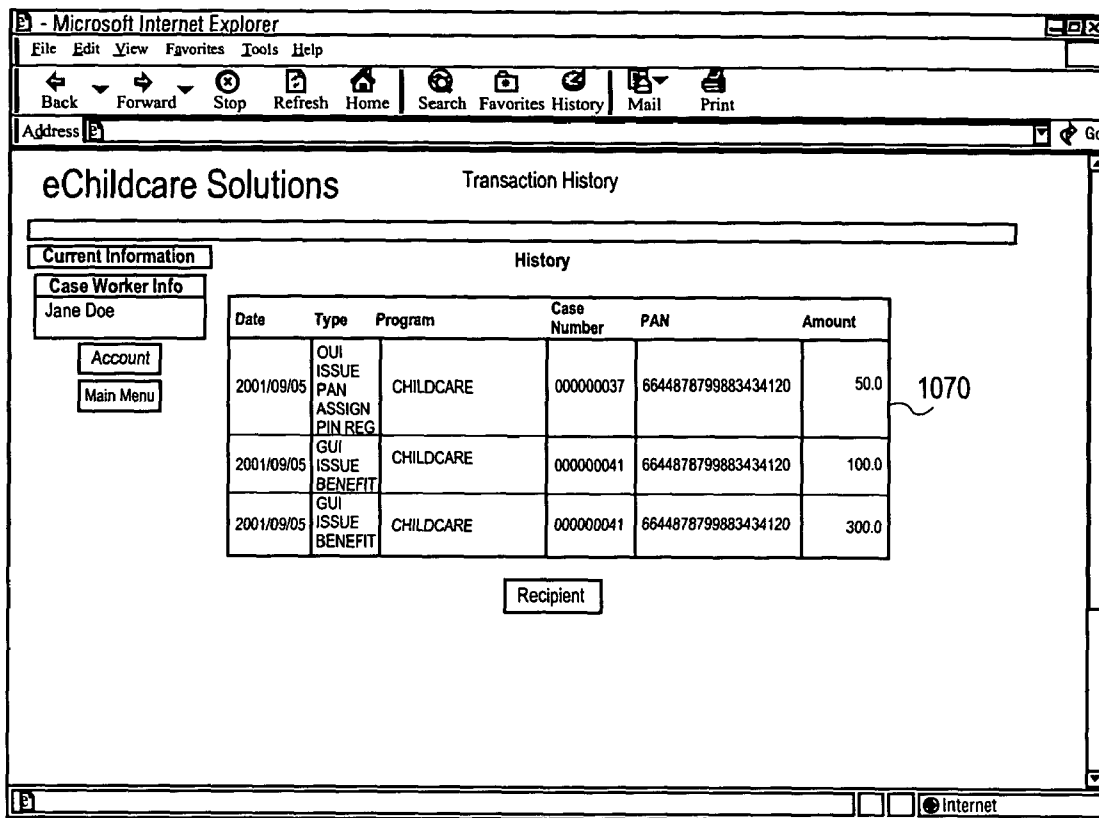 - Microsoft Internet Explorer
File Edit View Favorites Tools Help
Back Forward Stop Refresh Home Search Favorites History Mail Print
Address Go
eChildcare Solutions Transaction History
Current Information
History
Case Worker Info
Jane Doe
Account
Main Menu
Date Type Program Case Number PAN Amount
2001/09/05 OUI ISSUE PAN ASSIGN PIN REG CHILDCARE 000000037 6644878799883434120 50.0
1070
2001/09/05 GUI ISSUE BENEFIT CHILDCARE 000000041 6644878799883434120 100.0
2001/09/05 GUI ISSUE BENEFIT CHILDCARE 000000041 6644878799883434120 300.0
Recipient
Internet